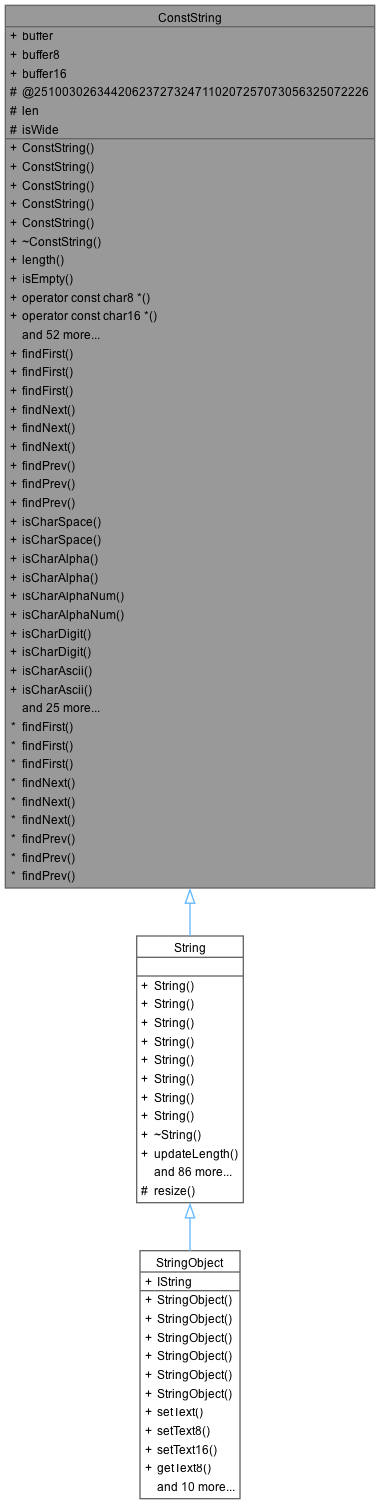 ConstString
+ buffer
+ buffer8
+ buffer16
# @251003026344206237273247110207257073056325072226
# len
# isWide
+ ConstString()
+ ConstString()
+ ConstString()
+ ConstString()
+ ConstString()
+ ~ConstString()
+ length()
+ isEmpty()
+ operator const char8 *()
+ operator const char16 *()
and 52 more...
+ findFirst()
+ findFirst()
+ findFirst()
+ findNext()
+ findNext()
+ findNext()
+ findPrev()
+ findPrev()
+ findPrev()
+ isCharSpace()
+ isCharSpace()
+ isCharAlpha()
+ isCharAlpha()
+ isCharAlphaNum()
+ isCharAlphaNum()
+ isCharDigit()
+ isCharDigit()
+ isCharAscii()
+ isCharAscii()
and 25 more...
* findFirst()
* findFirst()
* findFirst()
* findNext()
* findNext()
* findNext()
* findPrev()
* findPrev()
* findPrev()
String
+ String()
+ String()
+ String()
+ String()
+ String()
+ String()
+ String()
+ String()
+ ~String()
+ updateLength()
and 86 more...
# resize()
StringObject
+ IString
+ StringObject()
+ StringObject()
+ StringObject()
+ StringObject()
+ StringObject()
+ StringObject()
+ setText()
+ setText8()
+ setText16()
+ getText8()
and 10 more...